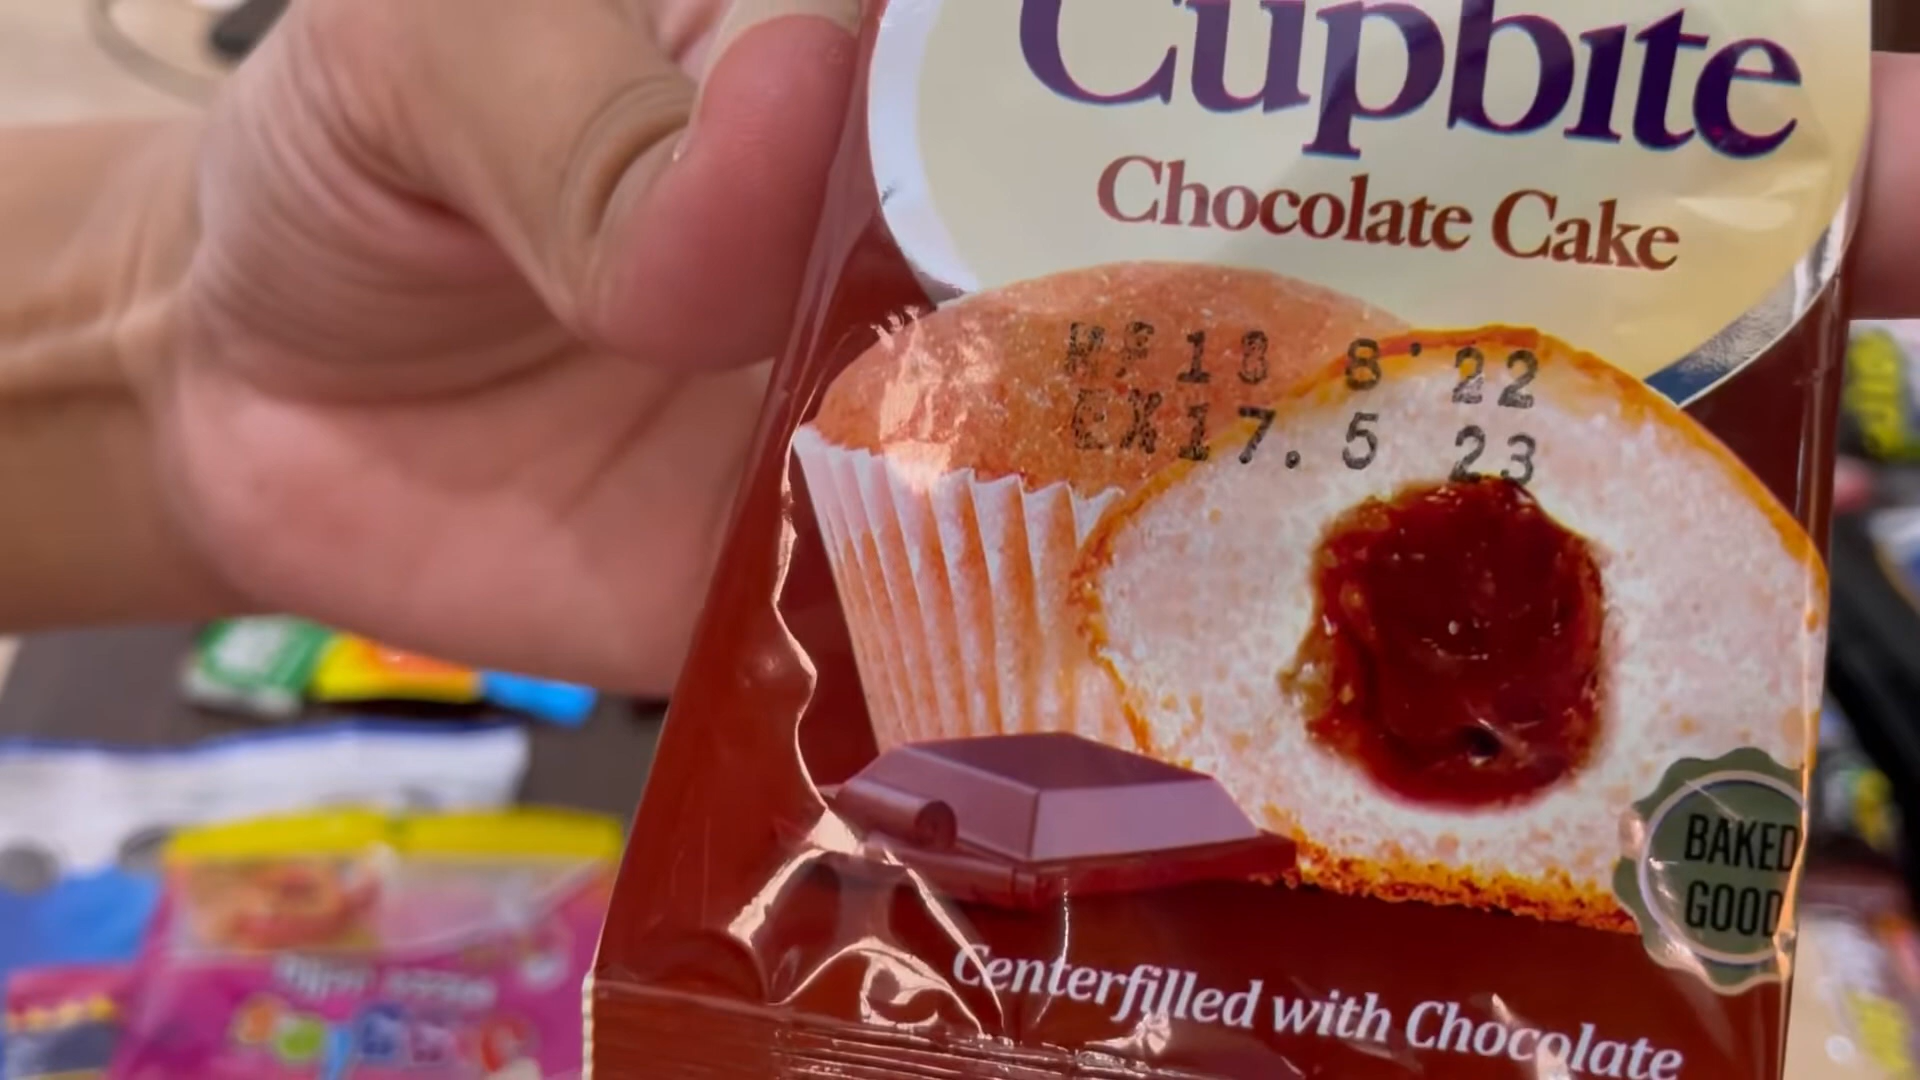 Cupbite
Chocolate Cake
MF18 8'22
EX17. 5 23
BAKED
GOOD
Centerfilled with Chocolate